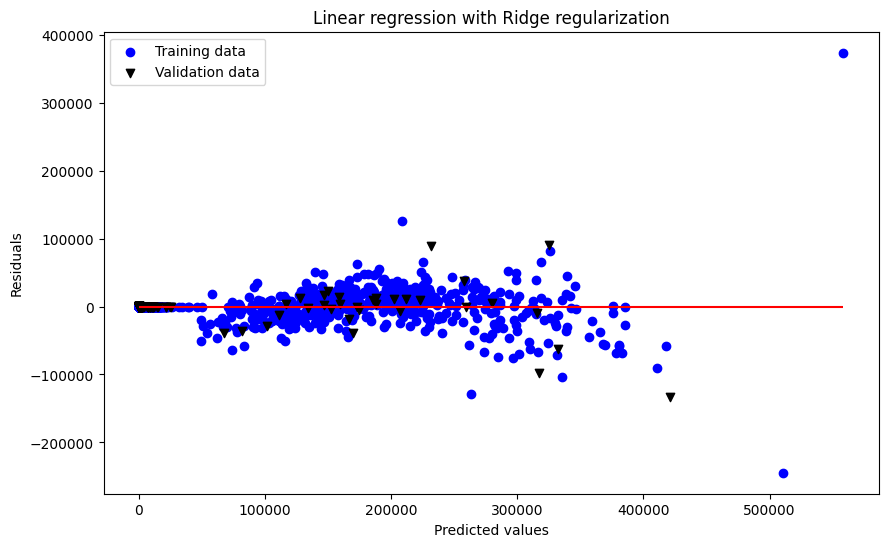 Linear regression with Ridge regularization
Training data
Validation data
400000
300000
200000
100000
0
−100000
−200000
Residuals
0
100000
200000
300000
400000
500000
Predicted values